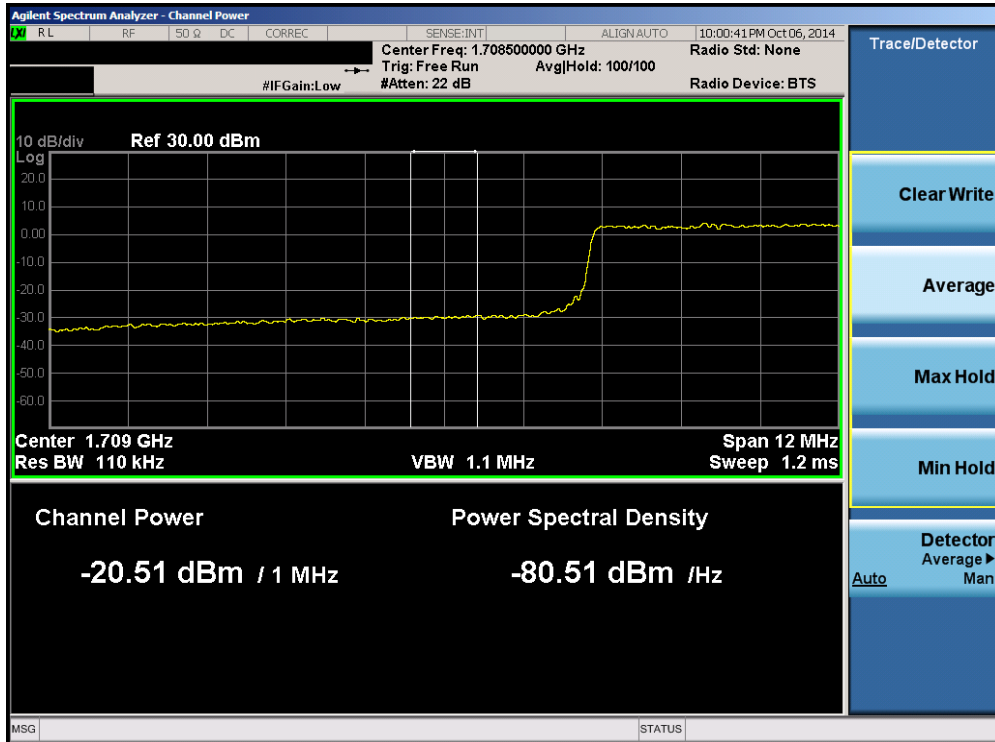 Agilent Spectrum Analyzer - Channel Power
LXI RL RF 50 Ω DC CORREC SENSE:INT ALIGN AUTO 10:00:41 PM Oct 06, 2014
Center Freq: 1.708500000 GHz Radio Std: None
Trig: Free Run Avg|Hold: 100/100
#IFGain:Low #Atten: 22 dB Radio Device: BTS
10 dB/div Ref 30.00 dBm
Log
20.0
10.0
0.00
-10.0
-20.0
-30.0
-40.0
-50.0
-60.0
Center 1.709 GHz Span 12 MHz
Res BW 110 kHz VBW 1.1 MHz Sweep 1.2 ms
Channel Power Power Spectral Density
-20.51 dBm / 1 MHz -80.51 dBm /Hz
MSG STATUS
Trace/Detector
Clear Write
Average
Max Hold
Min Hold
Detector
Average▶
Auto Man